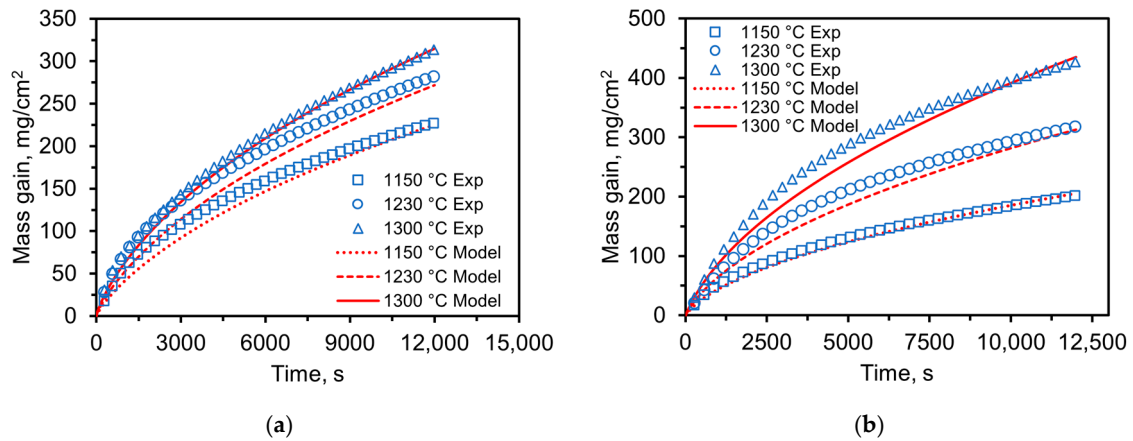 350
300
250
200
150
100
50
0
Mass gain, mg/cm²
1150 °C Exp
1230 °C Exp
1300 °C Exp
1150 °C Model
1230 °C Model
1300 °C Model
0 3000 6000 9000 12,000 15,000
Time, s
(a)
500
400
300
200
100
0
Mass gain, mg/cm²
1150 °C Exp
1230 °C Exp
1300 °C Exp
1150 °C Model
1230 °C Model
1300 °C Model
0 2500 5000 7500 10,000 12,500
Time, s
(b)